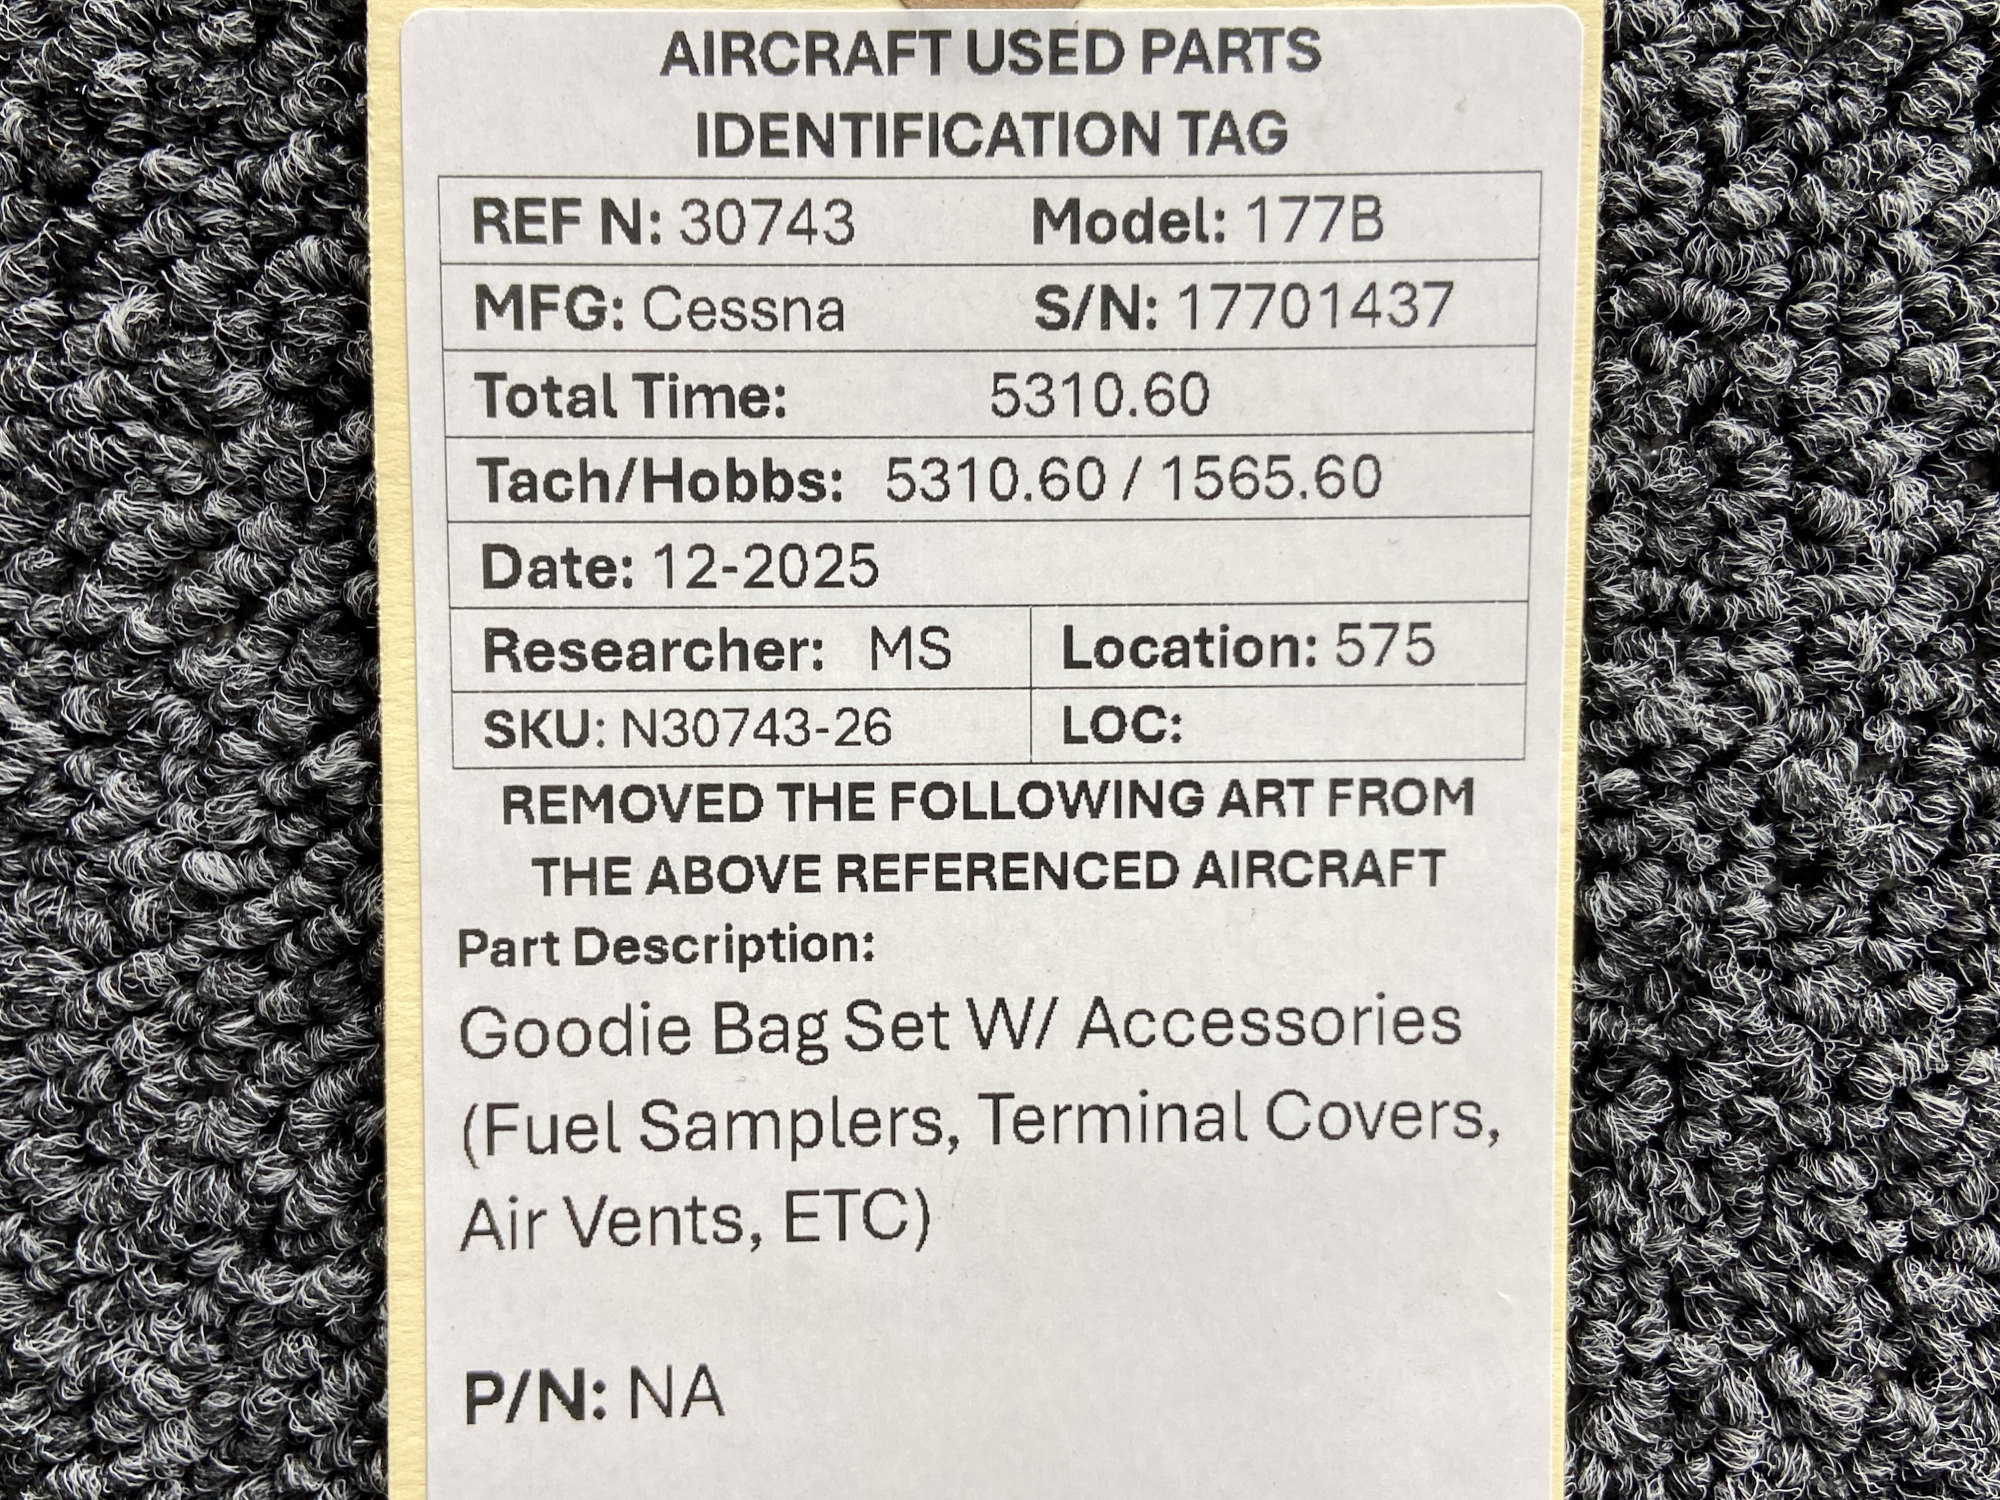 AIRCRAFT USED PARTS
IDENTIFICATION TAG
REF N: 30743 Model: 177B
MFG: Cessna S/N: 17701437
Total Time: 5310.60
Tach/Hobbs: 5310.60 / 1565.60
Date: 12-2025
Researcher: MS Location: 575
SKU: N30743-26 LOC:
REMOVED THE FOLLOWING ART FROM
THE ABOVE REFERENCED AIRCRAFT
Part Description:
Goodie Bag Set W/ Accessories
(Fuel Samplers, Terminal Covers,
Air Vents, ETC)
P/N: NA